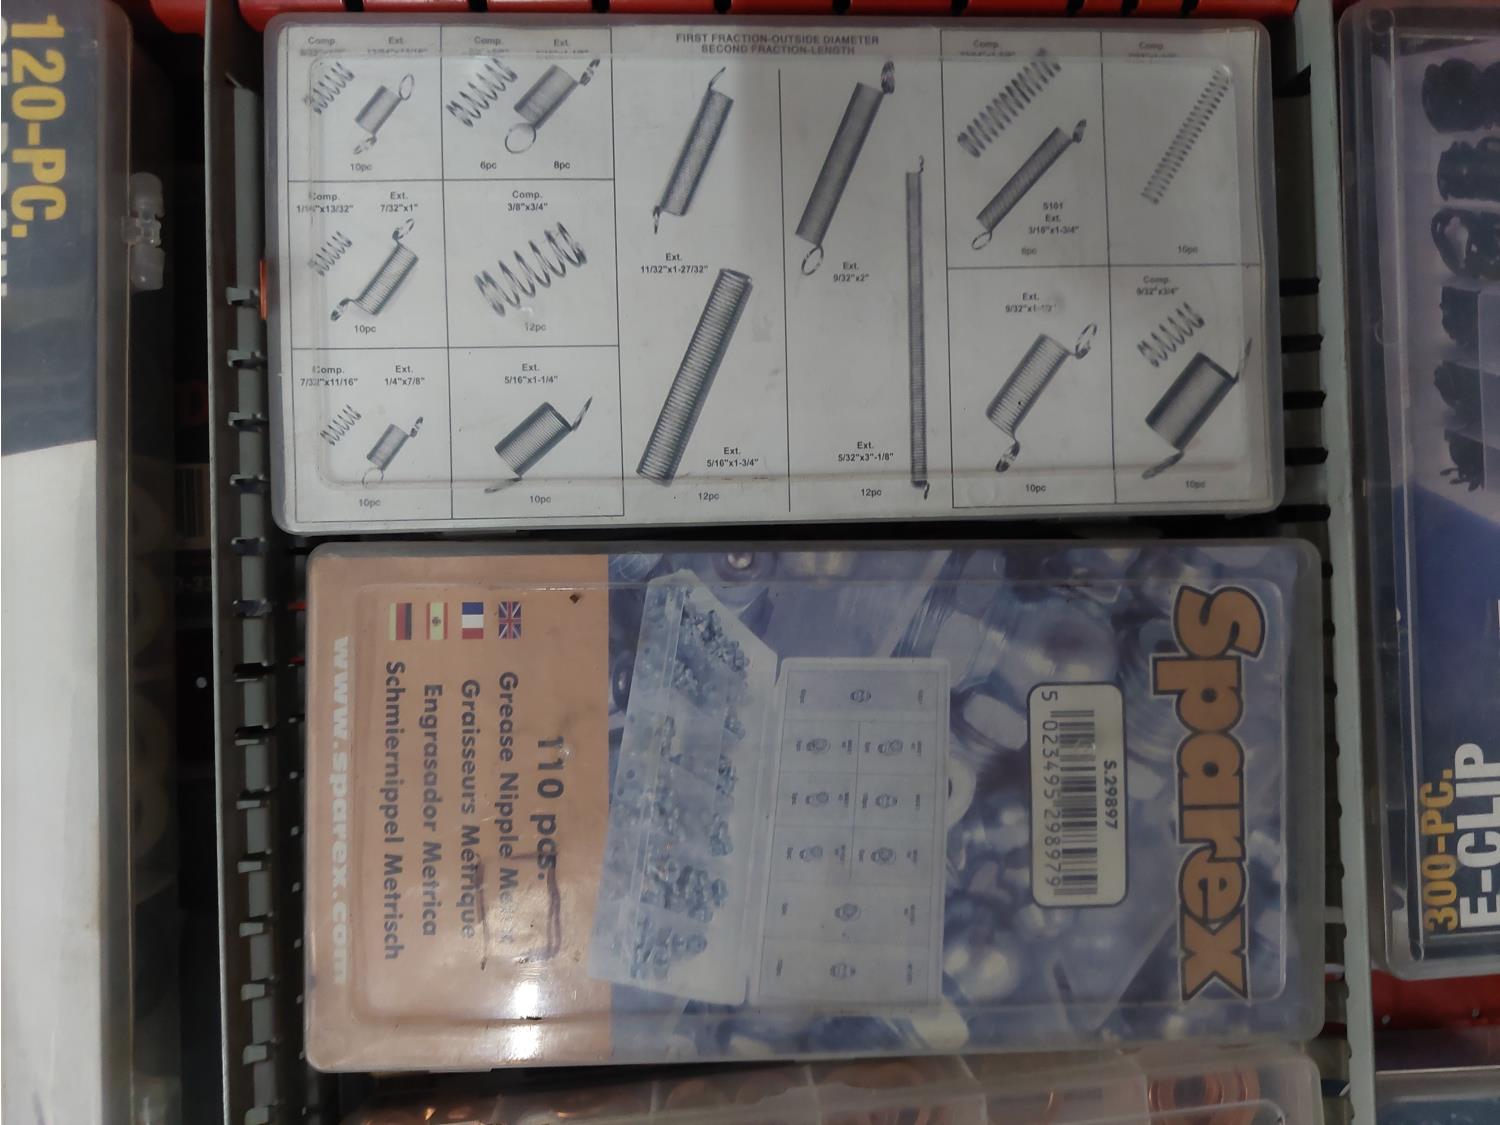 120-PC.
FIRST FRACTION-OUTSIDE DIAMETER
SECOND FRACTION-LENGTH
Comp.
Ext.
10pc
Comp.
Ext.
6pc
8pc
Comp.
Ext.
7/32"x1"
10pc
Comp.
3/8"x3/4"
12pc
Comp.
Ext.
1/4"x7/8"
10pc
Ext.
5/16"x1-1/4"
10pc
Ext.
11/32"x1-27/32"
Ext.
5/16"x1-3/4"
12pc
Ext.
9/32"x2"
Ext.
5/32"x3"-1/8"
12pc
Comp.
S101
Ext.
3/16"x1-3/4"
8pc
Comp.
10pc
Ext.
10pc
Comp.
9/32"x3/4"
10pc
Sparex
S.29897
5 023495 298979
110 pcs.
Grease Nipple
Graisseurs Métrique
Engrasador Metrica
Schmiernippel Metrisch
www.sparex.com
300-PC.
E-CLIP